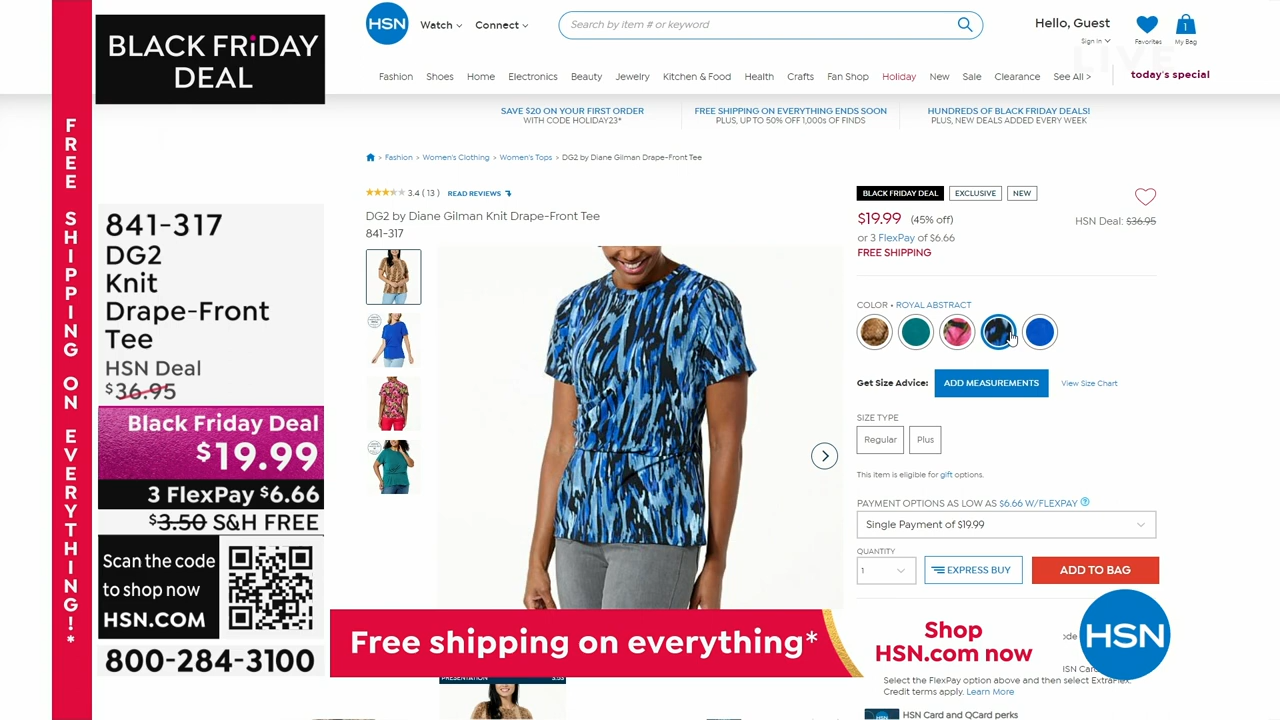 BLACK FRiDAY
DEAL
FREE SHIPPING ON EVERYTHING!*
841-317
DG2
Knit
Drape-Front
Tee
HSN Deal
$36.95
Black Friday Deal
$19.99
3 FlexPay $6.66
$3.50 S&H FREE
Scan the code
to shop now
HSN.COM
800-284-3100
HSN
Watch
Connect
Search by item # or keyword
Hello, Guest
Sign In
Favorites
1
My Bag
LIVE
Fashion Shoes Home Electronics Beauty Jewelry Kitchen & Food Health Crafts Fan Shop Holiday New Sale Clearance See All >
today's special
SAVE $20 ON YOUR FIRST ORDER
WITH CODE HOLIDAY23*
FREE SHIPPING ON EVERYTHING ENDS SOON
PLUS, UP TO 50% OFF 1,000s OF FINDS
HUNDREDS OF BLACK FRIDAY DEALS!
PLUS, NEW DEALS ADDED EVERY WEEK
> Fashion > Women's Clothing > Women's Tops > DG2 by Diane Gilman Drape-Front Tee
3.4 ( 13 ) READ REVIEWS
DG2 by Diane Gilman Knit Drape-Front Tee
841-317
BLACK FRIDAY DEAL EXCLUSIVE NEW
$19.99 (45% off)
HSN Deal: $36.95
or 3 FlexPay of $6.66
FREE SHIPPING
COLOR • ROYAL ABSTRACT
Get Size Advice: ADD MEASUREMENTS View Size Chart
SIZE TYPE
Regular Plus
This item is eligible for gift options.
PAYMENT OPTIONS AS LOW AS $6.66 W/FLEXPAY
Single Payment of $19.99
QUANTITY
1
EXPRESS BUY
ADD TO BAG
Free shipping on everything*
Shop
HSN.com now
HSN
Select the FlexPay option above and then select ExtraFlex.
Credit terms apply. Learn More
PRESENTATION 3:53
HSN
HSN Card and QCard perks